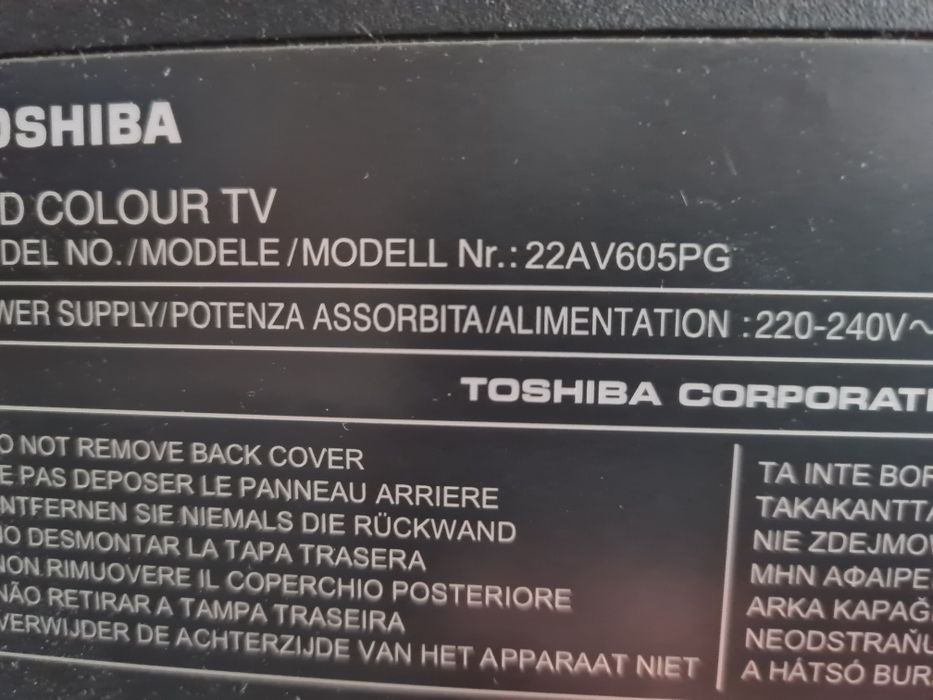 OSHIBA
D COLOUR TV
DEL NO./MODELE/MODELL Nr.: 22AV605PG
WER SUPPLY/POTENZA ASSORBITA/ALIMENTATION : 220-240V~
TOSHIBA CORPORATI
O NOT REMOVE BACK COVER
E PAS DEPOSER LE PANNEAU ARRIERE
NTFERNEN SIE NIEMALS DIE RÜCKWAND
NO DESMONTAR LA TAPA TRASERA
NON RIMUOVERE IL COPERCHIO POSTERIORE
NÃO RETIRAR A TAMPA TRASEIRA
VERWIJDER DE ACHTERZIJDE VAN HET APPARAAT NIET
TA INTE BOR
TAKAKANTTA
NIE ZDEJMOW
ΜΗΝ ΑΦΑΙΡΕ
ARKA KAPAĞ
NEODSTRAŇU
A HÁTSÓ BUR